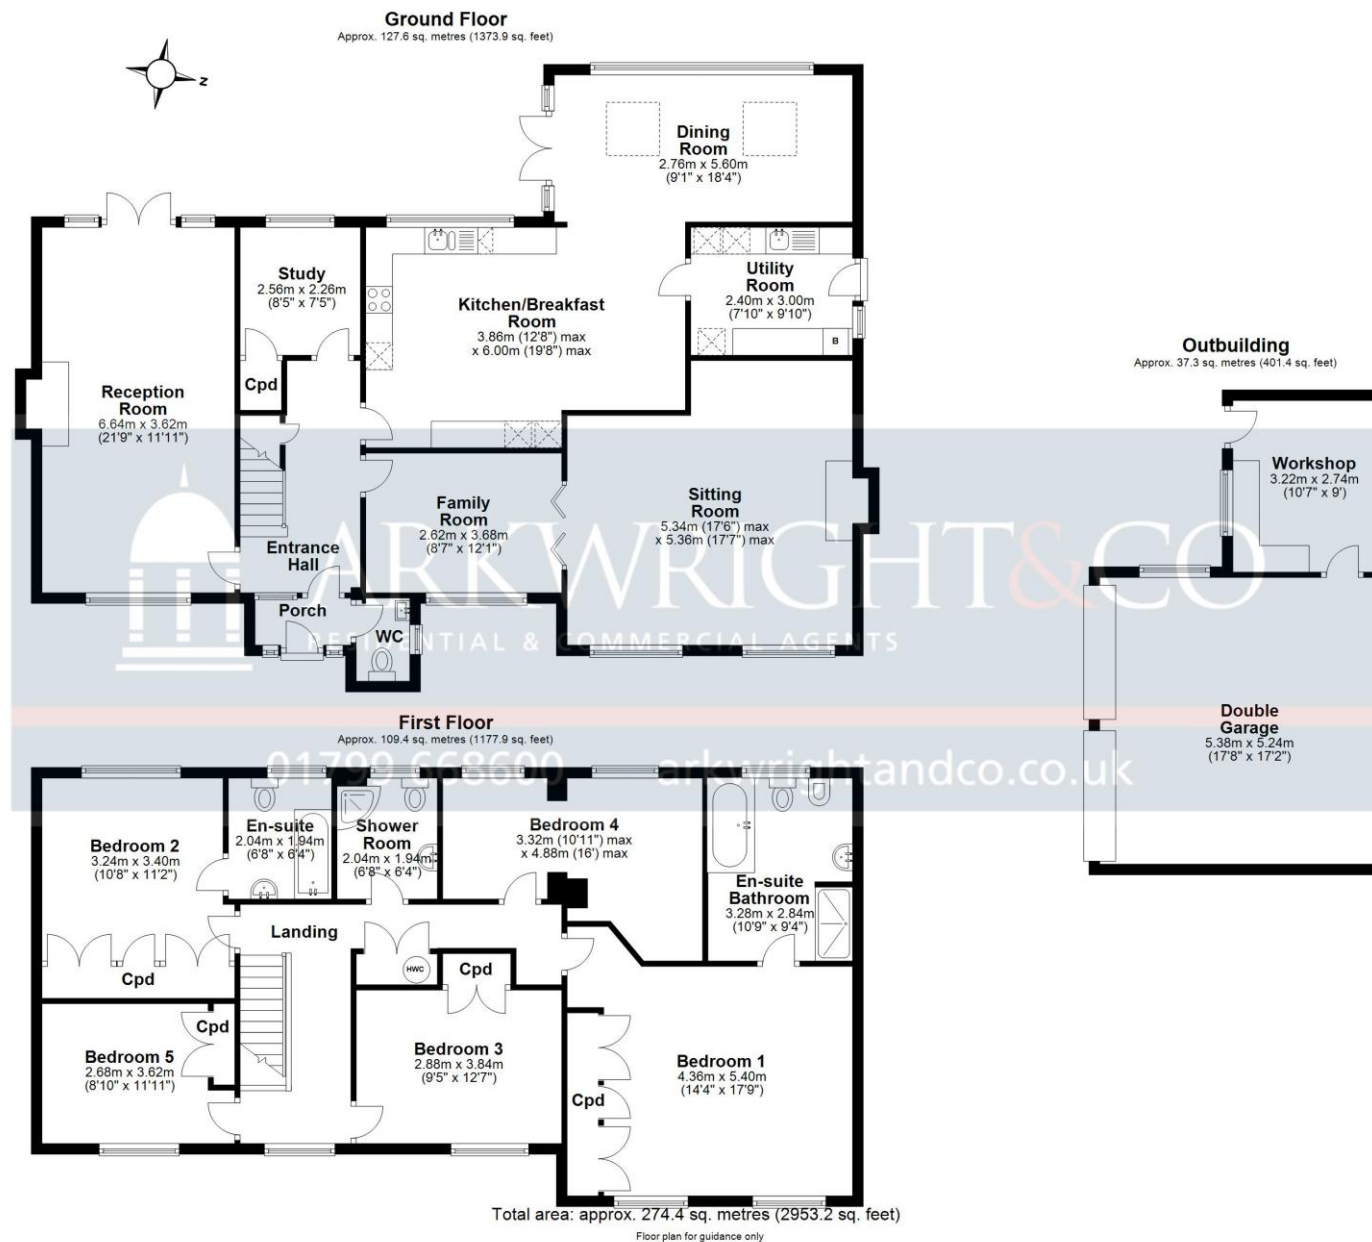 Ground Floor
Approx. 127.6 sq. metres (1373.9 sq. feet)
N
Dining
Room
2.76m x 5.60m
(9'1" x 18'4")
Study
2.56m x 2.26m
(8'5" x 7'5")
Kitchen/Breakfast
Room
3.86m (12'8") max
x 6.00m (19'8") max
Utility
Room
2.40m x 3.00m
(7'10" x 9'10")
B
Cpd
Reception
Room
6.64m x 3.62m
(21'9" x 11'11")
Family
Room
2.62m x 3.68m
(8'7" x 12'1")
Sitting
Room
5.34m (17'6") max
x 5.36m (17'7") max
Entrance
Hall
Porch
WC
Outbuilding
Approx. 37.3 sq. metres (401.4 sq. feet)
Workshop
3.22m x 2.74m
(10'7" x 9')
Double
Garage
5.38m x 5.24m
(17'8" x 17'2")
ARKWRIGHT&CO
RESIDENTIAL & COMMERCIAL AGENTS
01799 668600 arkwrightandco.co.uk
First Floor
Approx. 109.4 sq. metres (1177.9 sq. feet)
Bedroom 2
3.24m x 3.40m
(10'8" x 11'2")
En-suite
2.04m x 1.94m
(6'8" x 6'4")
Shower
Room
2.04m x 1.94m
(6'8" x 6'4")
Bedroom 4
3.32m (10'11") max
x 4.88m (16') max
En-suite
Bathroom
3.28m x 2.84m
(10'9" x 9'4")
Landing
Cpd
HWC
Cpd
Cpd
Bedroom 5
2.68m x 3.62m
(8'10" x 11'11")
Bedroom 3
2.88m x 3.84m
(9'5" x 12'7")
Bedroom 1
4.36m x 5.40m
(14'4" x 17'9")
Cpd
Total area: approx. 274.4 sq. metres (2953.2 sq. feet)
Floor plan for guidance only